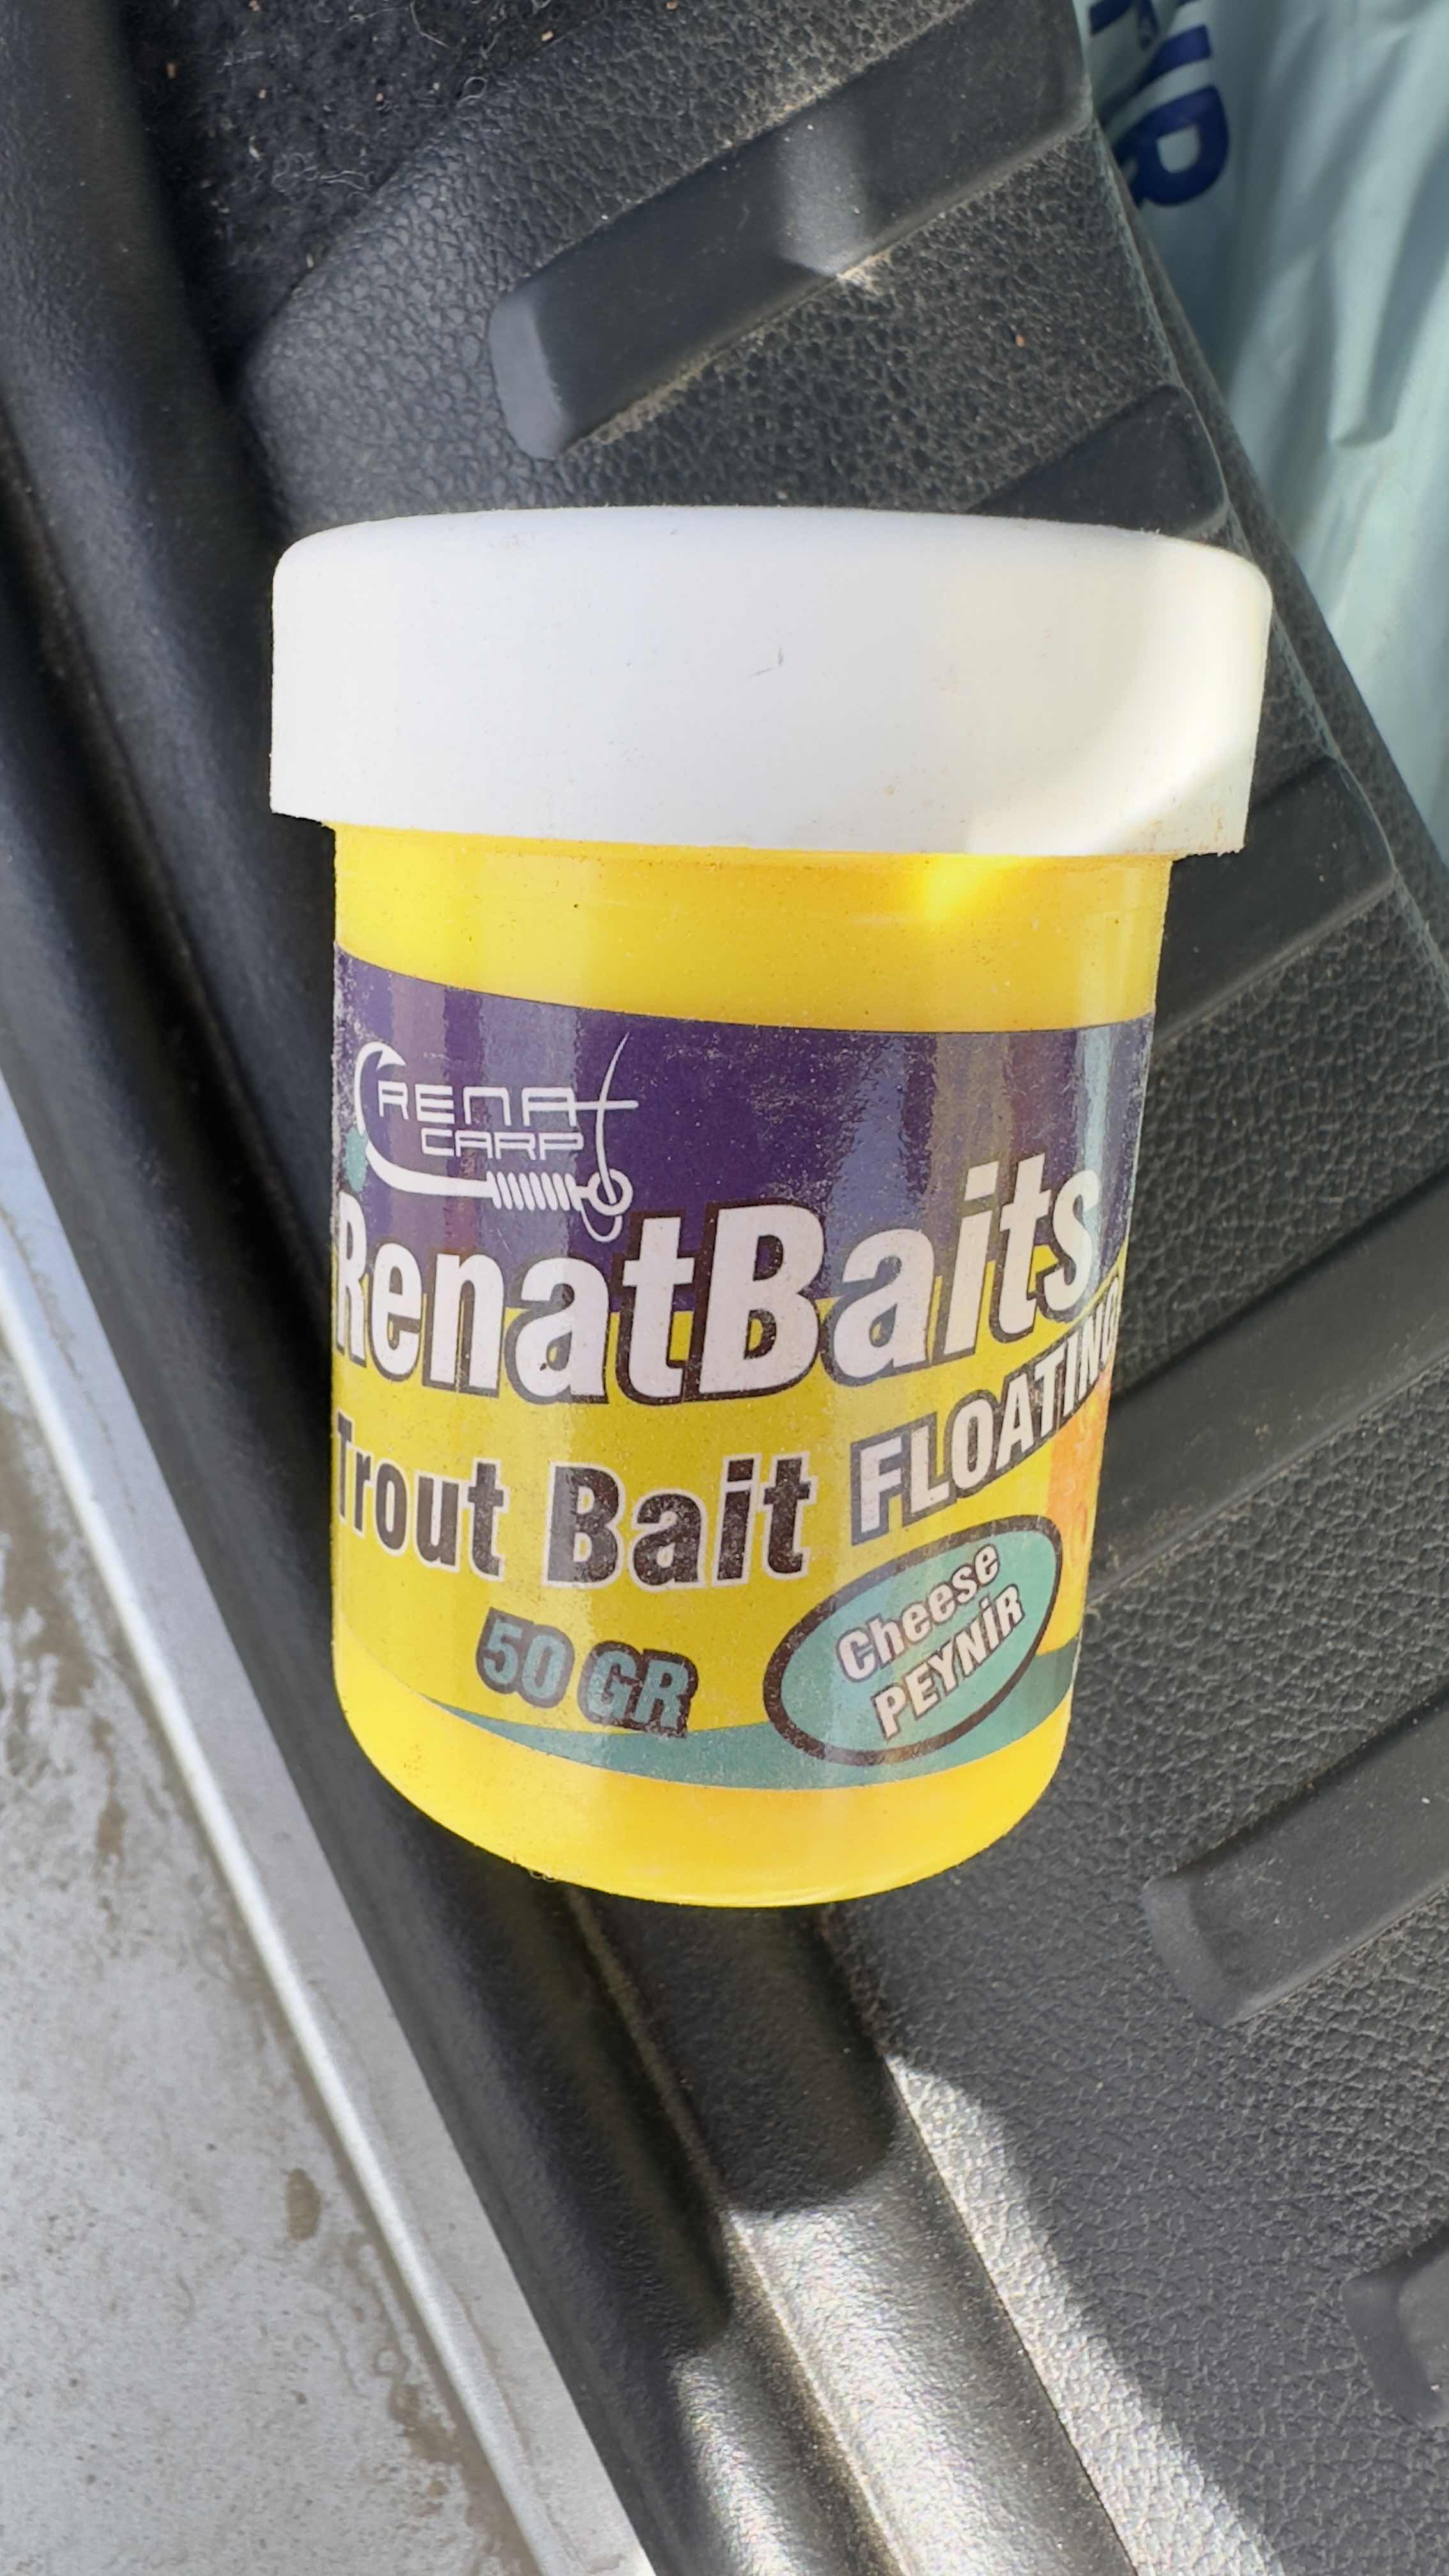 RENAT
CARP
RenatBaits
FLOATING
Trout Bait
50 GR
Cheese
PEYNİR